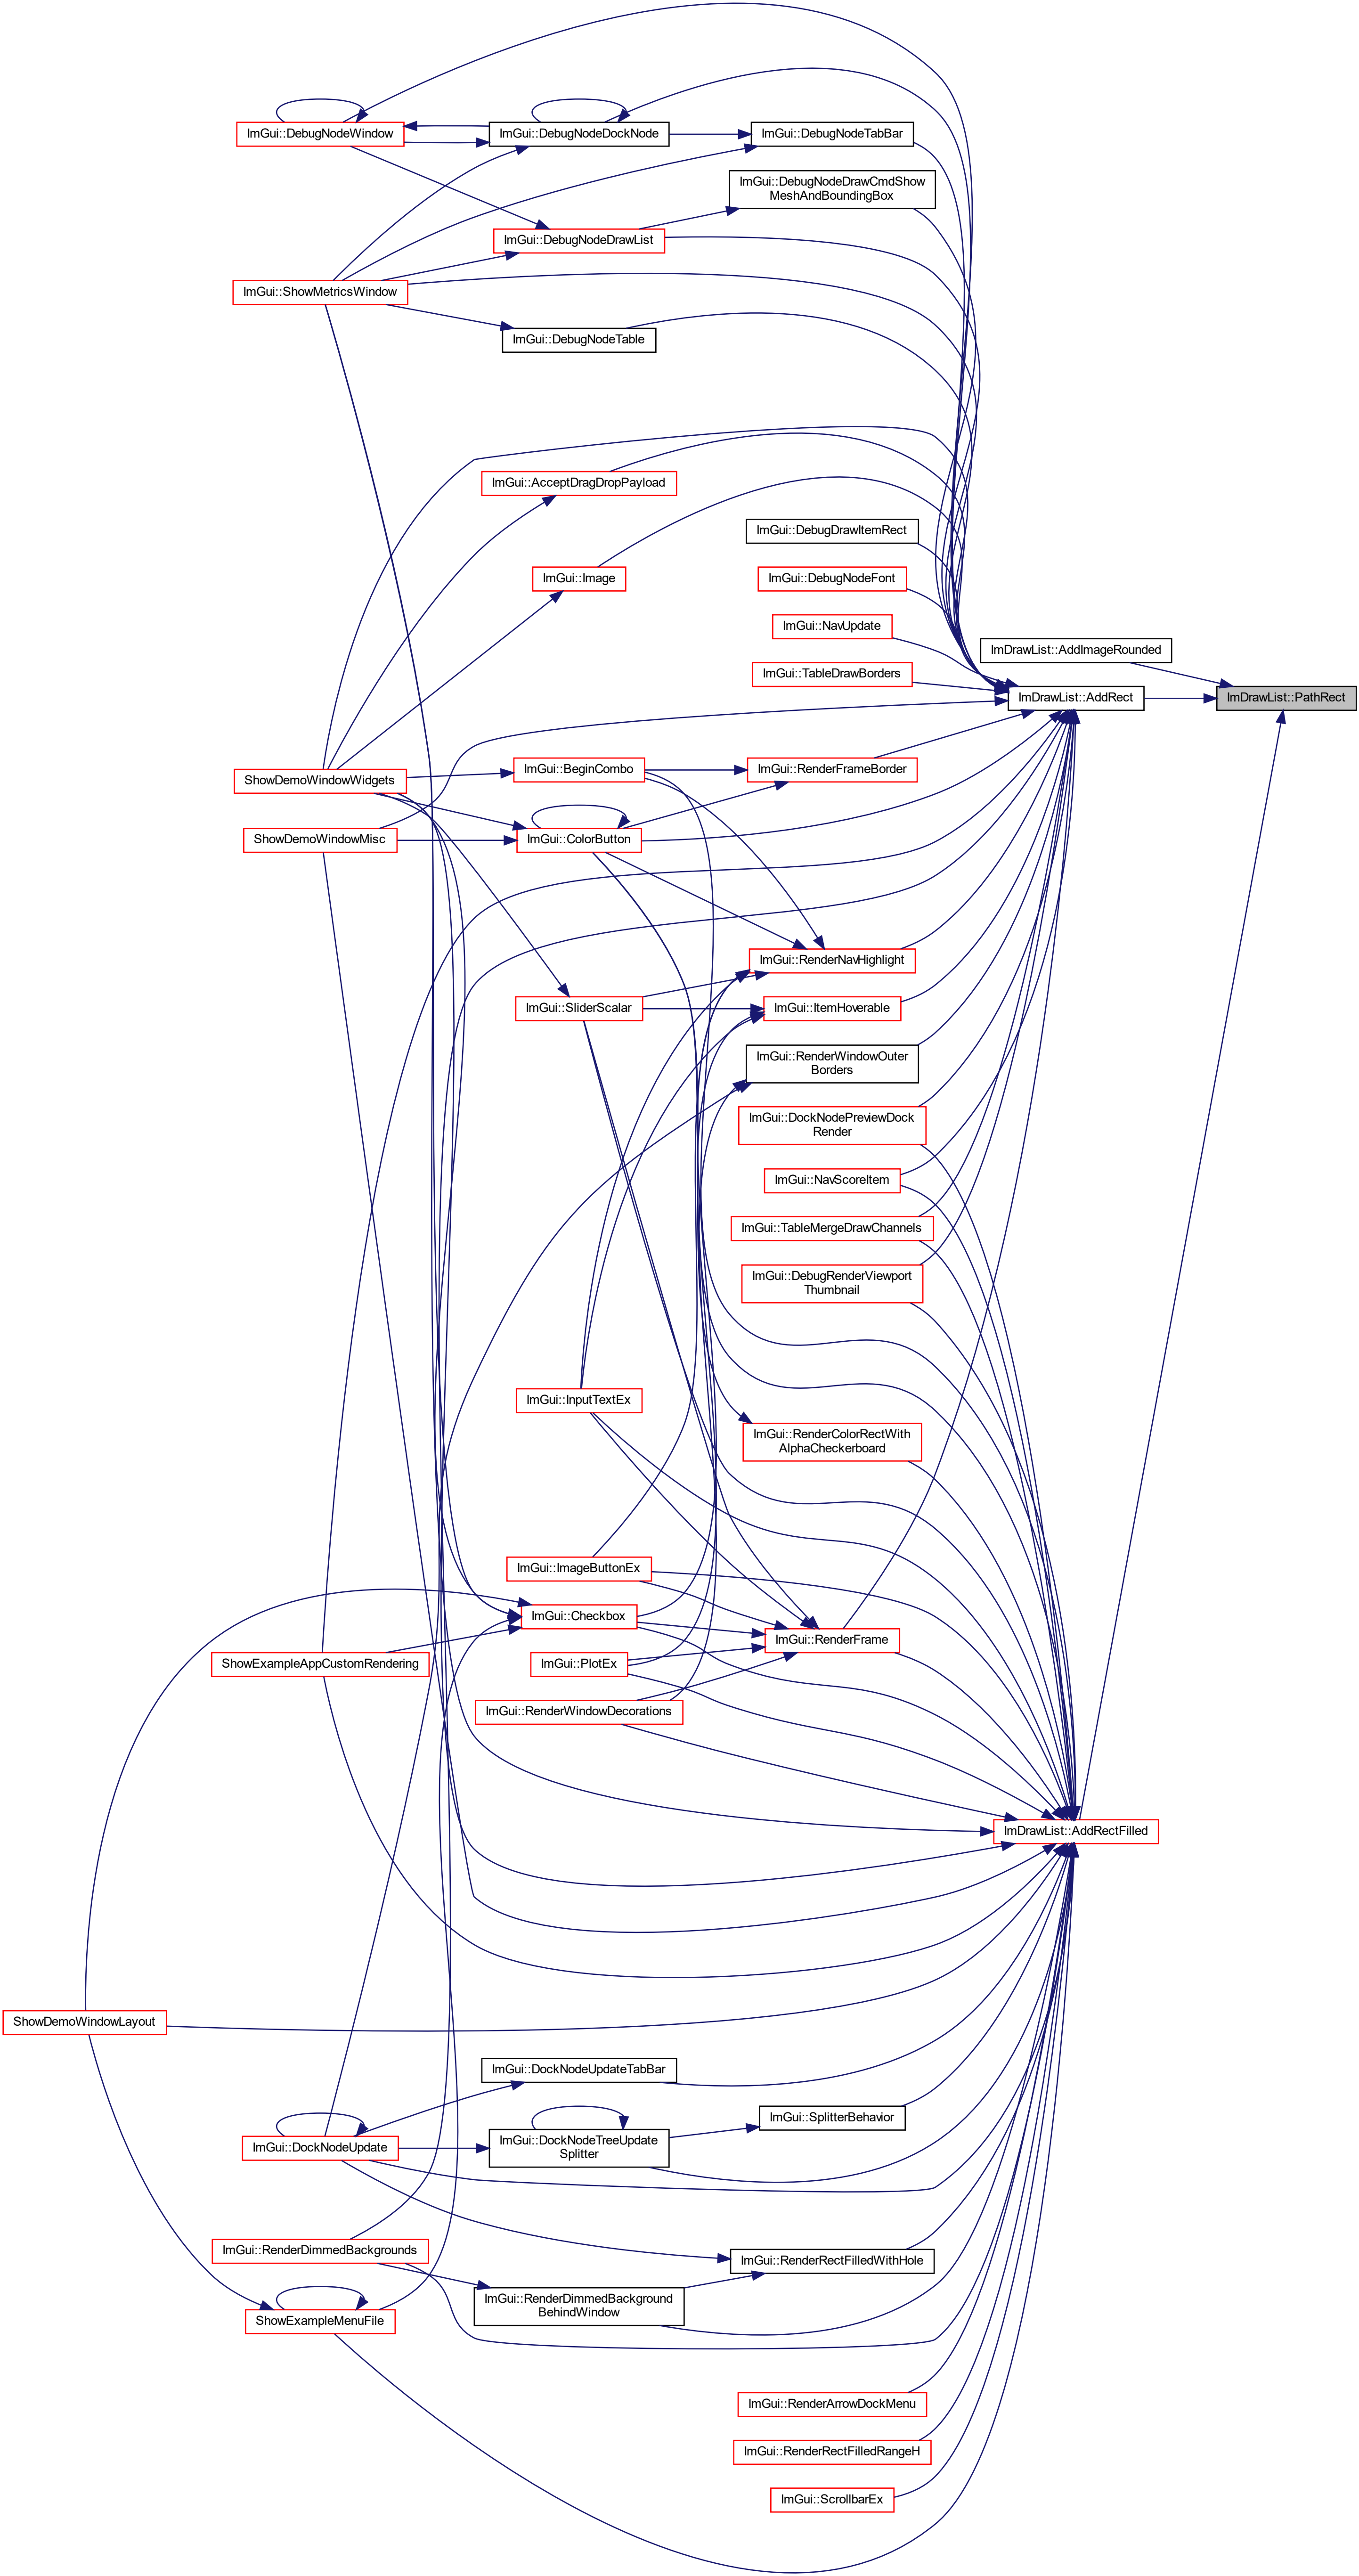 ImGui::DebugNodeWindow
ImGui::DebugNodeDockNode
ImGui::DebugNodeTabBar
ImGui::DebugNodeDrawCmdShow
MeshAndBoundingBox
ImGui::DebugNodeDrawList
ImGui::ShowMetricsWindow
ImGui::DebugNodeTable
ImGui::AcceptDragDropPayload
ImGui::DebugDrawItemRect
ImGui::Image
ImGui::DebugNodeFont
ImGui::NavUpdate
ImDrawList::AddImageRounded
ImGui::TableDrawBorders
ImDrawList::AddRect
ImDrawList::PathRect
ShowDemoWindowWidgets
ImGui::BeginCombo
ImGui::RenderFrameBorder
ShowDemoWindowMisc
ImGui::ColorButton
ImGui::RenderNavHighlight
ImGui::SliderScalar
ImGui::ItemHoverable
ImGui::RenderWindowOuter
Borders
ImGui::DockNodePreviewDock
Render
ImGui::NavScoreItem
ImGui::TableMergeDrawChannels
ImGui::DebugRenderViewport
Thumbnail
ImGui::InputTextEx
ImGui::RenderColorRectWith
AlphaCheckerboard
ImGui::ImageButtonEx
ImGui::Checkbox
ImGui::RenderFrame
ShowExampleAppCustomRendering
ImGui::PlotEx
ImGui::RenderWindowDecorations
ImDrawList::AddRectFilled
ShowDemoWindowLayout
ImGui::DockNodeUpdateTabBar
ImGui::SplitterBehavior
ImGui::DockNodeUpdate
ImGui::DockNodeTreeUpdate
Splitter
ImGui::RenderDimmedBackgrounds
ImGui::RenderRectFilledWithHole
ImGui::RenderDimmedBackground
BehindWindow
ShowExampleMenuFile
ImGui::RenderArrowDockMenu
ImGui::RenderRectFilledRangeH
ImGui::ScrollbarEx